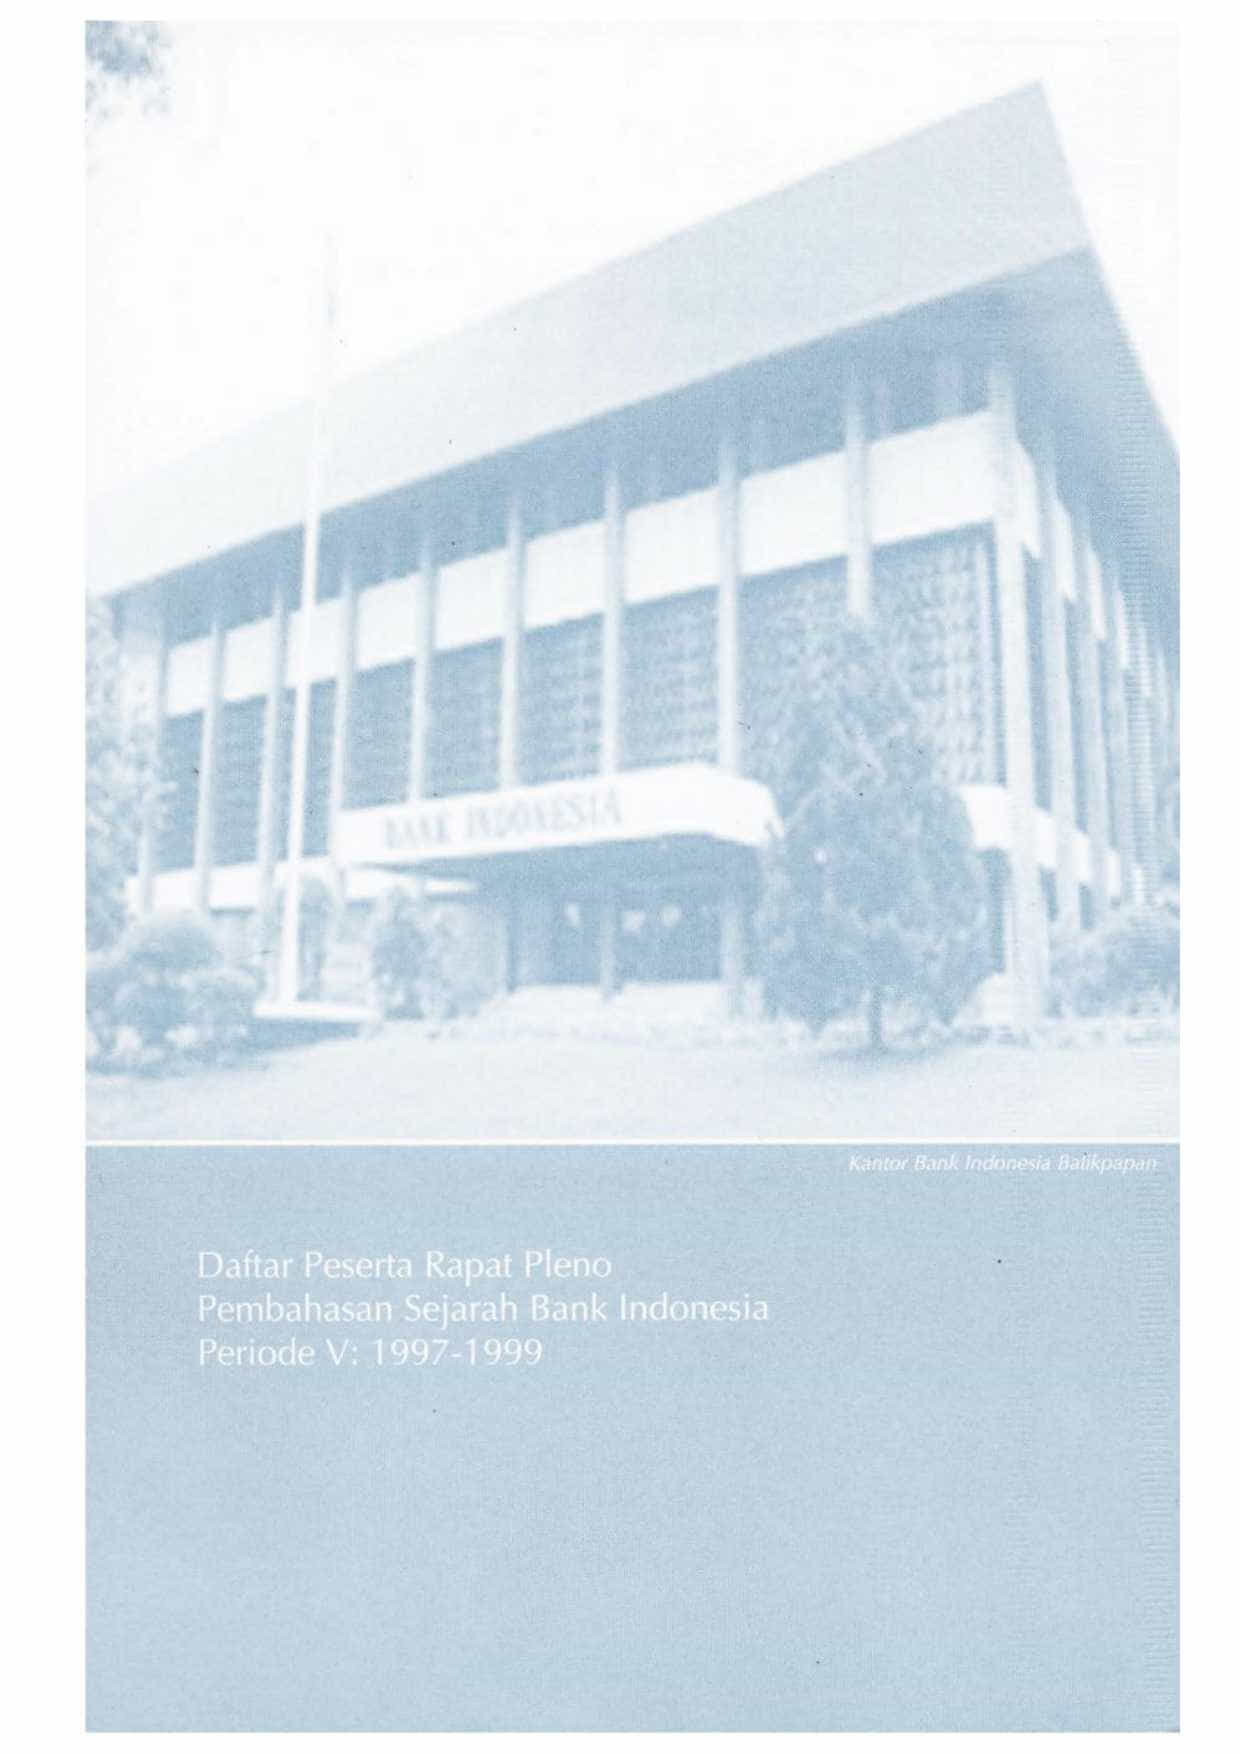 BANK INDONESIA
Kantor Bank Indonesia Balikpapan
Daftar Peserta Rapat Pleno
Pembahasan Sejarah Bank Indonesia
Periode V: 1997-1999